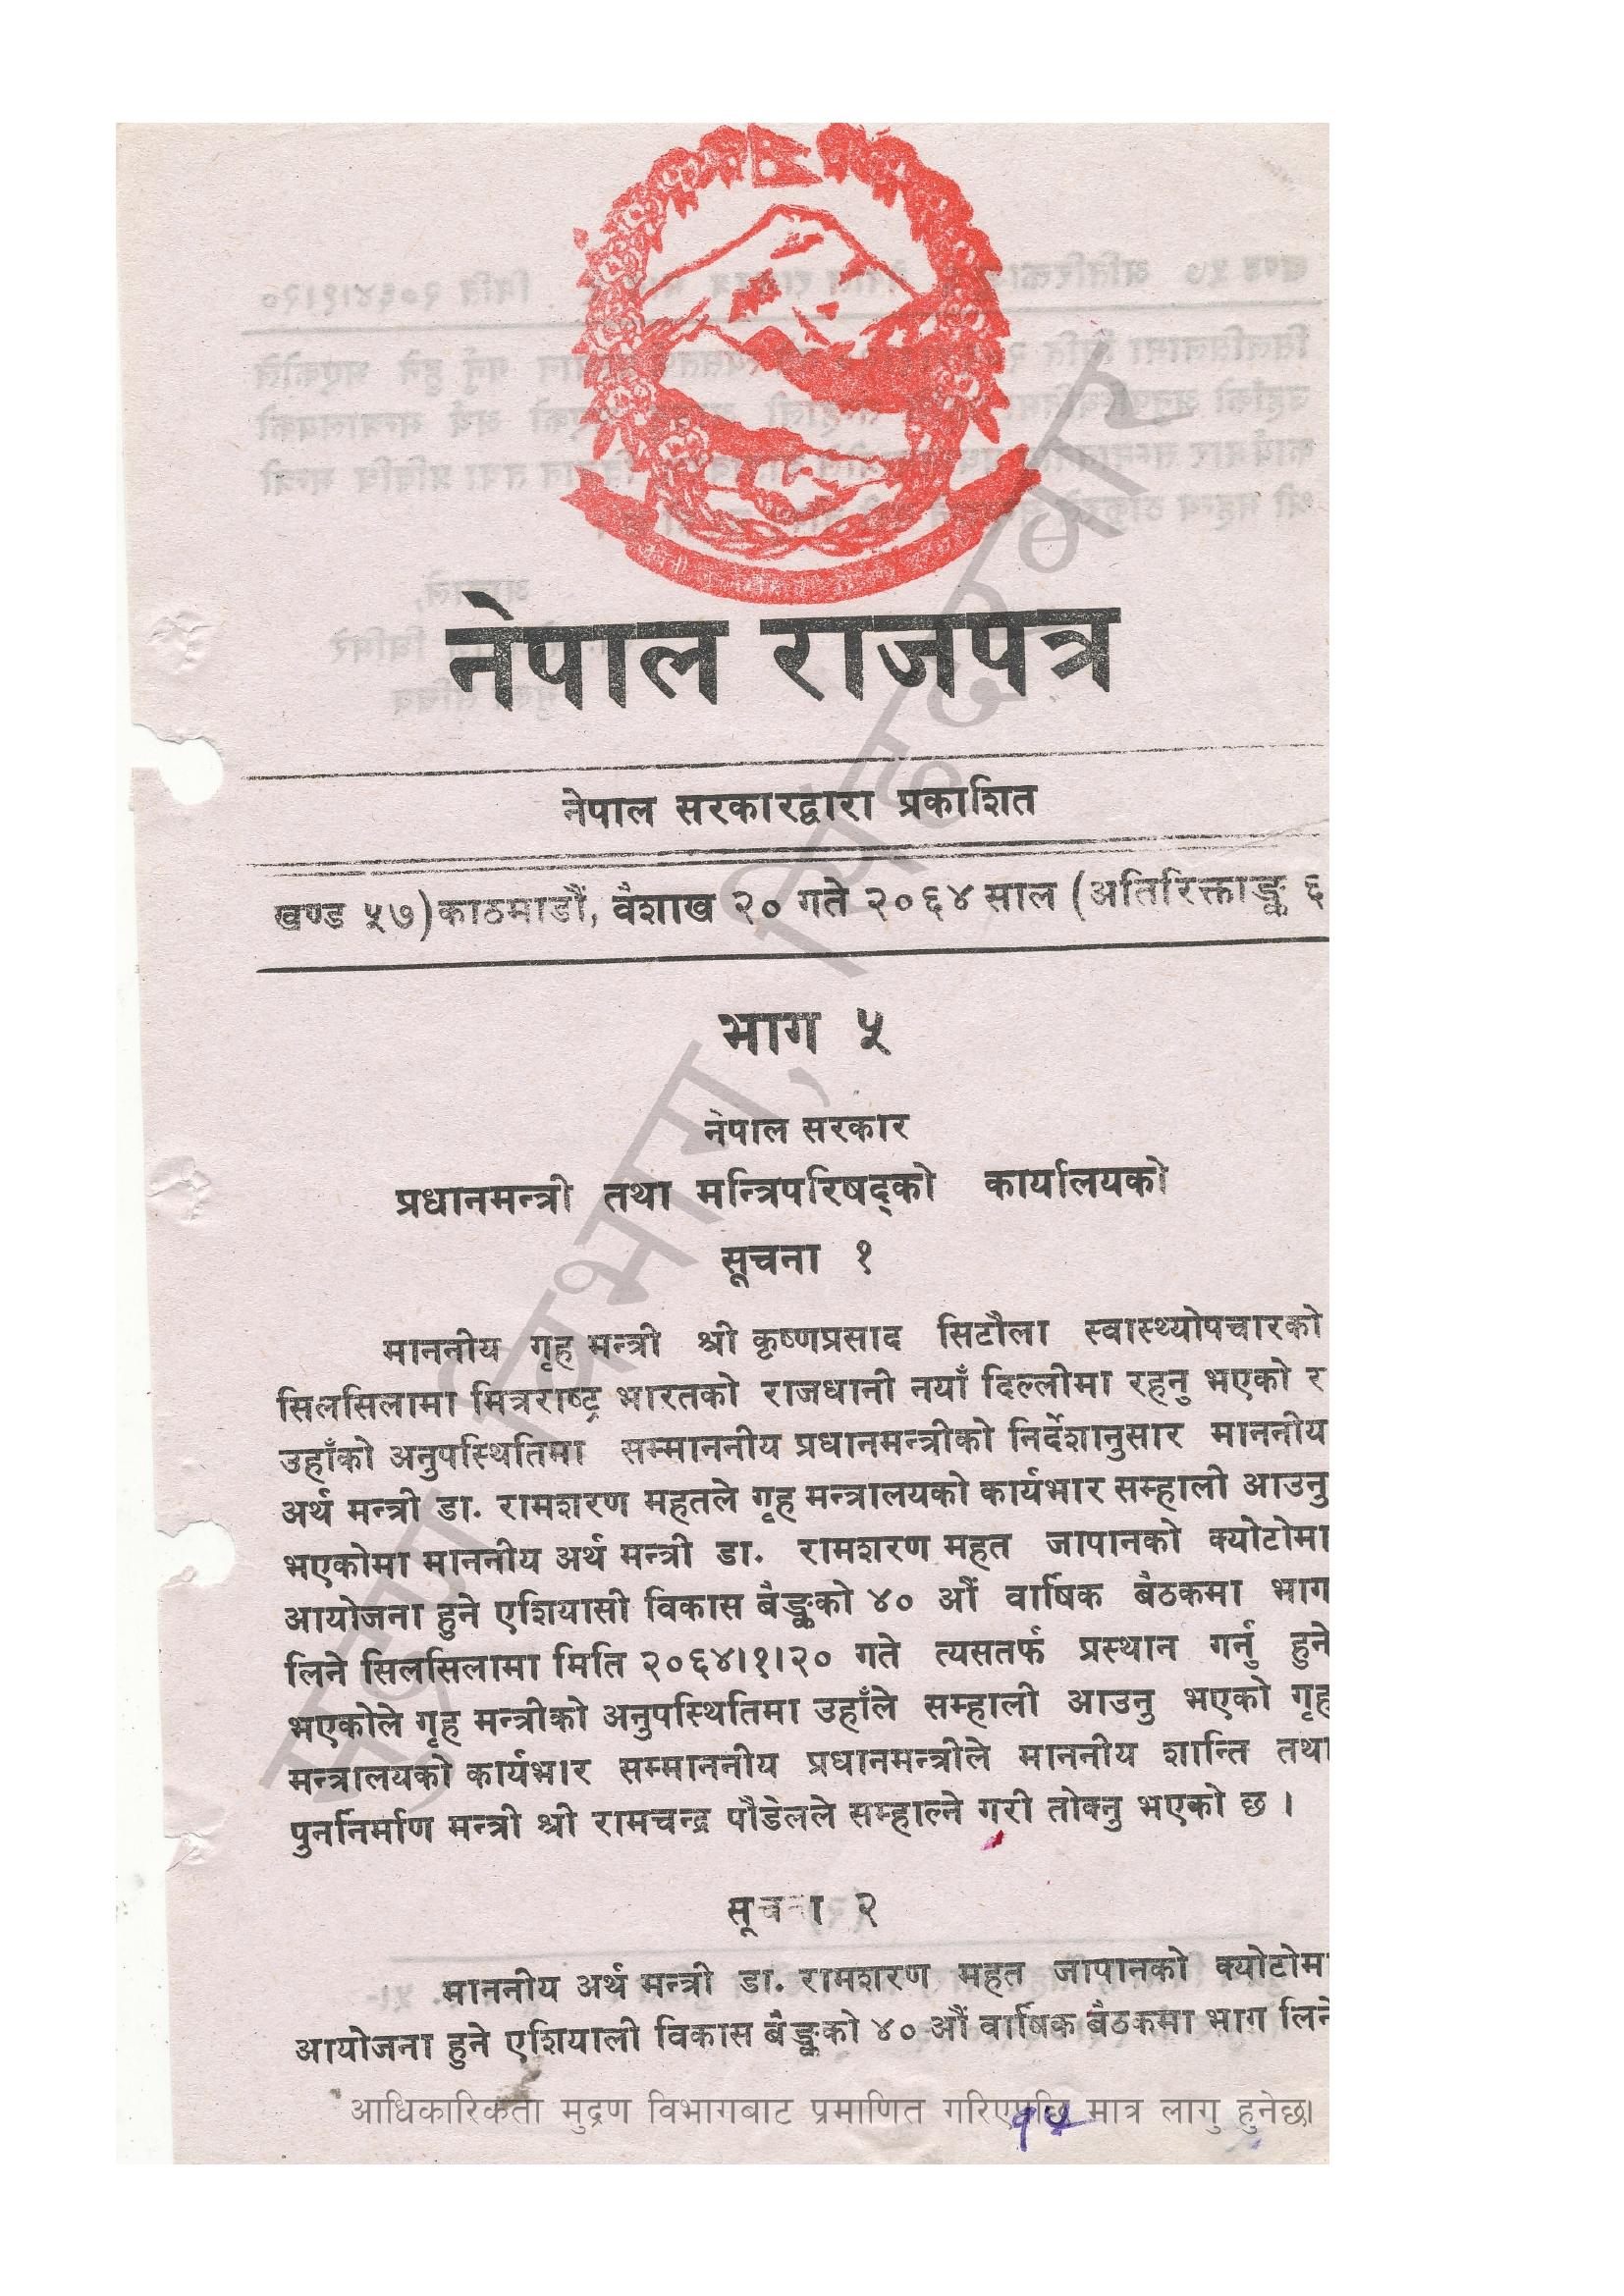 नेपाल राजपत्र
नेपाल सरकारद्वारा प्रकाशित
खण्ड ५७) काठमाडौं, वैशाख २० गते २०६४ साल (अतिरिक्ताङ्क ६
भाग ५
नेपाल सरकार
प्रधानमन्त्री तथा मन्त्रिपरिषद्को कार्यालयको
सूचना १
माननीय गृह मन्त्री श्री कृष्णप्रसाद सिटौला स्वास्थ्योपचारको
सिलसिलामा मित्रराष्ट्र भारतको राजधानी नयाँ दिल्लीमा रहनु भएको र
उहाँको अनुपस्थितिमा सम्माननीय प्रधानमन्त्रीको निर्देशानुसार माननीय
अर्थ मन्त्री डा. रामशरण महतले गृह मन्त्रालयको कार्यभार सम्हाली आउनु
भएकोमा माननीय अर्थ मन्त्री डा. रामशरण महत जापानको क्योटोमा
आयोजना हुने एशियासी विकास बैङ्कको ४० औं वार्षिक बैठकमा भाग
लिने सिलसिलामा मिति २०६४।१।२० गते त्यसतर्फ प्रस्थान गर्नु हुने
भएकोले गृह मन्त्रीको अनुपस्थितिमा उहाँले सम्हाली आउनु भएको गृह
मन्त्रालयको कार्यभार सम्माननीय प्रधानमन्त्रीले माननीय शान्ति तथा
पुनर्निर्माण मन्त्री श्री रामचन्द्र पौडेलले सम्हाल्ने गरी तोक्नु भएको छ ।
सूचना २
माननीय अर्थ मन्त्री डा. रामशरण महत जापानको क्योटोमा
आयोजना हुने एशियाली विकास बैङ्कको ४० औं वार्षिक बैठकमा भाग लिने
आधिकारिकता मुद्रण विभागबाट प्रमाणित गरिएपछि मात्र लागु हुनेछ।
१५
मुद्रण विभाग, सिंहदरबार